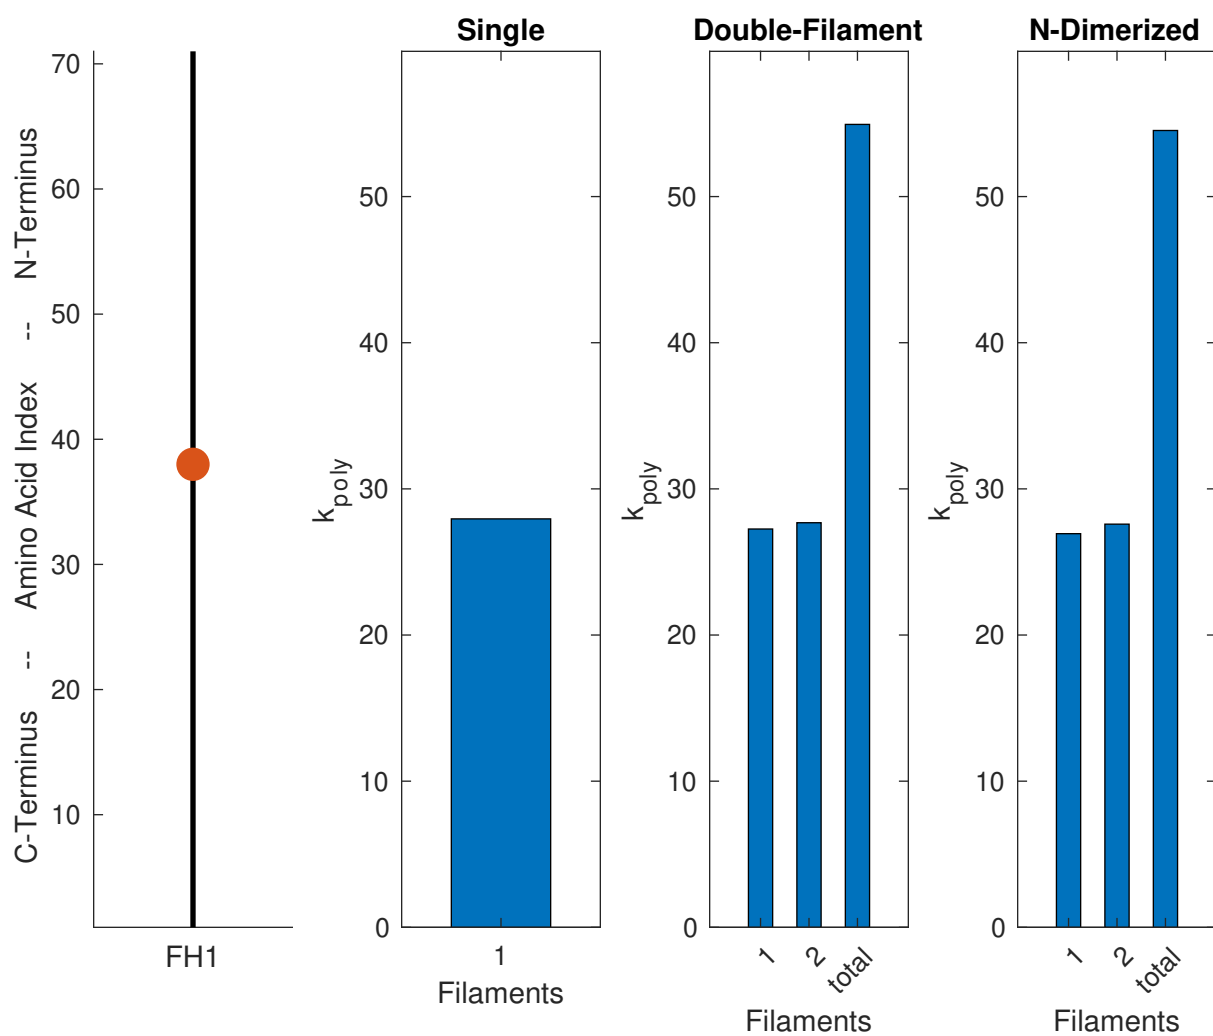 C-Terminus -- Amino Acid Index -- N-Terminus
70
60
50
40
30
20
10
FH1
Single
k_poly
50
40
30
20
10
0
1
Filaments
Double-Filament
k_poly
50
40
30
20
10
0
1
2
total
Filaments
N-Dimerized
k_poly
50
40
30
20
10
0
1
2
total
Filaments